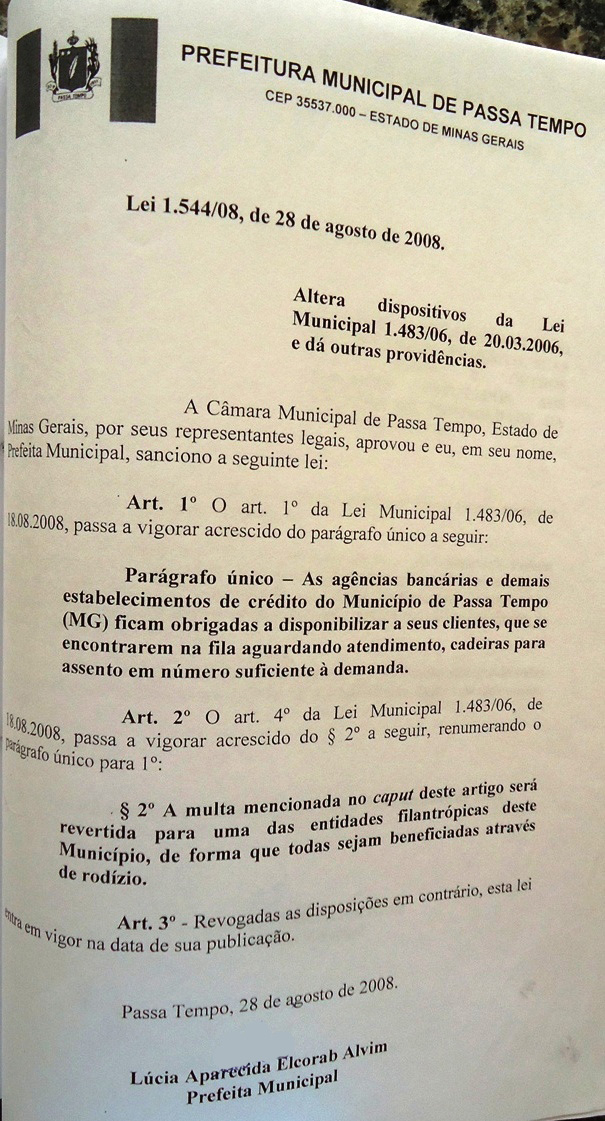 PASSA TEMPO
PREFEITURA MUNICIPAL DE PASSA TEMPO
CEP 35537.000 – ESTADO DE MINAS GERAIS
Lei 1.544/08, de 28 de agosto de 2008.
Altera dispositivos da Lei
Municipal 1.483/06, de 20.03.2006,
e dá outras providências.
A Câmara Municipal de Passa Tempo, Estado de
Minas Gerais, por seus representantes legais, aprovou e eu, em seu nome,
Prefeita Municipal, sanciono a seguinte lei:
Art. 1º O art. 1º da Lei Municipal 1.483/06, de
18.08.2008, passa a vigorar acrescido do parágrafo único a seguir:
Parágrafo único – As agências bancárias e demais
estabelecimentos de crédito do Município de Passa Tempo
(MG) ficam obrigadas a disponibilizar a seus clientes, que se
encontrarem na fila aguardando atendimento, cadeiras para
assento em número suficiente à demanda.
Art. 2º O art. 4º da Lei Municipal 1.483/06, de
18.08.2008, passa a vigorar acrescido do § 2º a seguir, renumerando o
parágrafo único para 1º:
§ 2º A multa mencionada no caput deste artigo será
revertida para uma das entidades filantrópicas deste
Município, de forma que todas sejam beneficiadas através
de rodízio.
Art. 3º - Revogadas as disposições em contrário, esta lei
entra em vigor na data de sua publicação.
Passa Tempo, 28 de agosto de 2008.
Lúcia Aparecida Elcorab Alvim
Prefeita Municipal